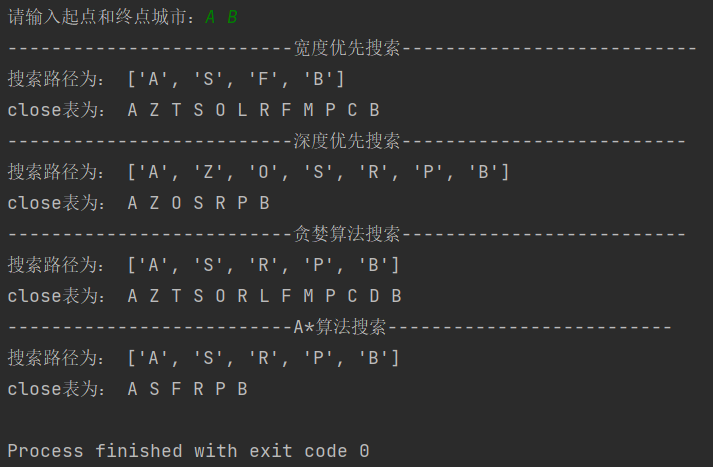 请输入起点和终点城市：A B
--------------------------宽度优先搜索---------------------------
搜索路径为： ['A', 'S', 'F', 'B']
close表为： A Z T S O L R F M P C B
--------------------------深度优先搜索--------------------------
搜索路径为： ['A', 'Z', 'O', 'S', 'R', 'P', 'B']
close表为： A Z O S R P B
--------------------------贪婪算法搜索--------------------------
搜索路径为： ['A', 'S', 'R', 'P', 'B']
close表为： A Z T S O R L F M P C D B
--------------------------A*算法搜索--------------------------
搜索路径为： ['A', 'S', 'R', 'P', 'B']
close表为： A S F R P B
Process finished with exit code 0